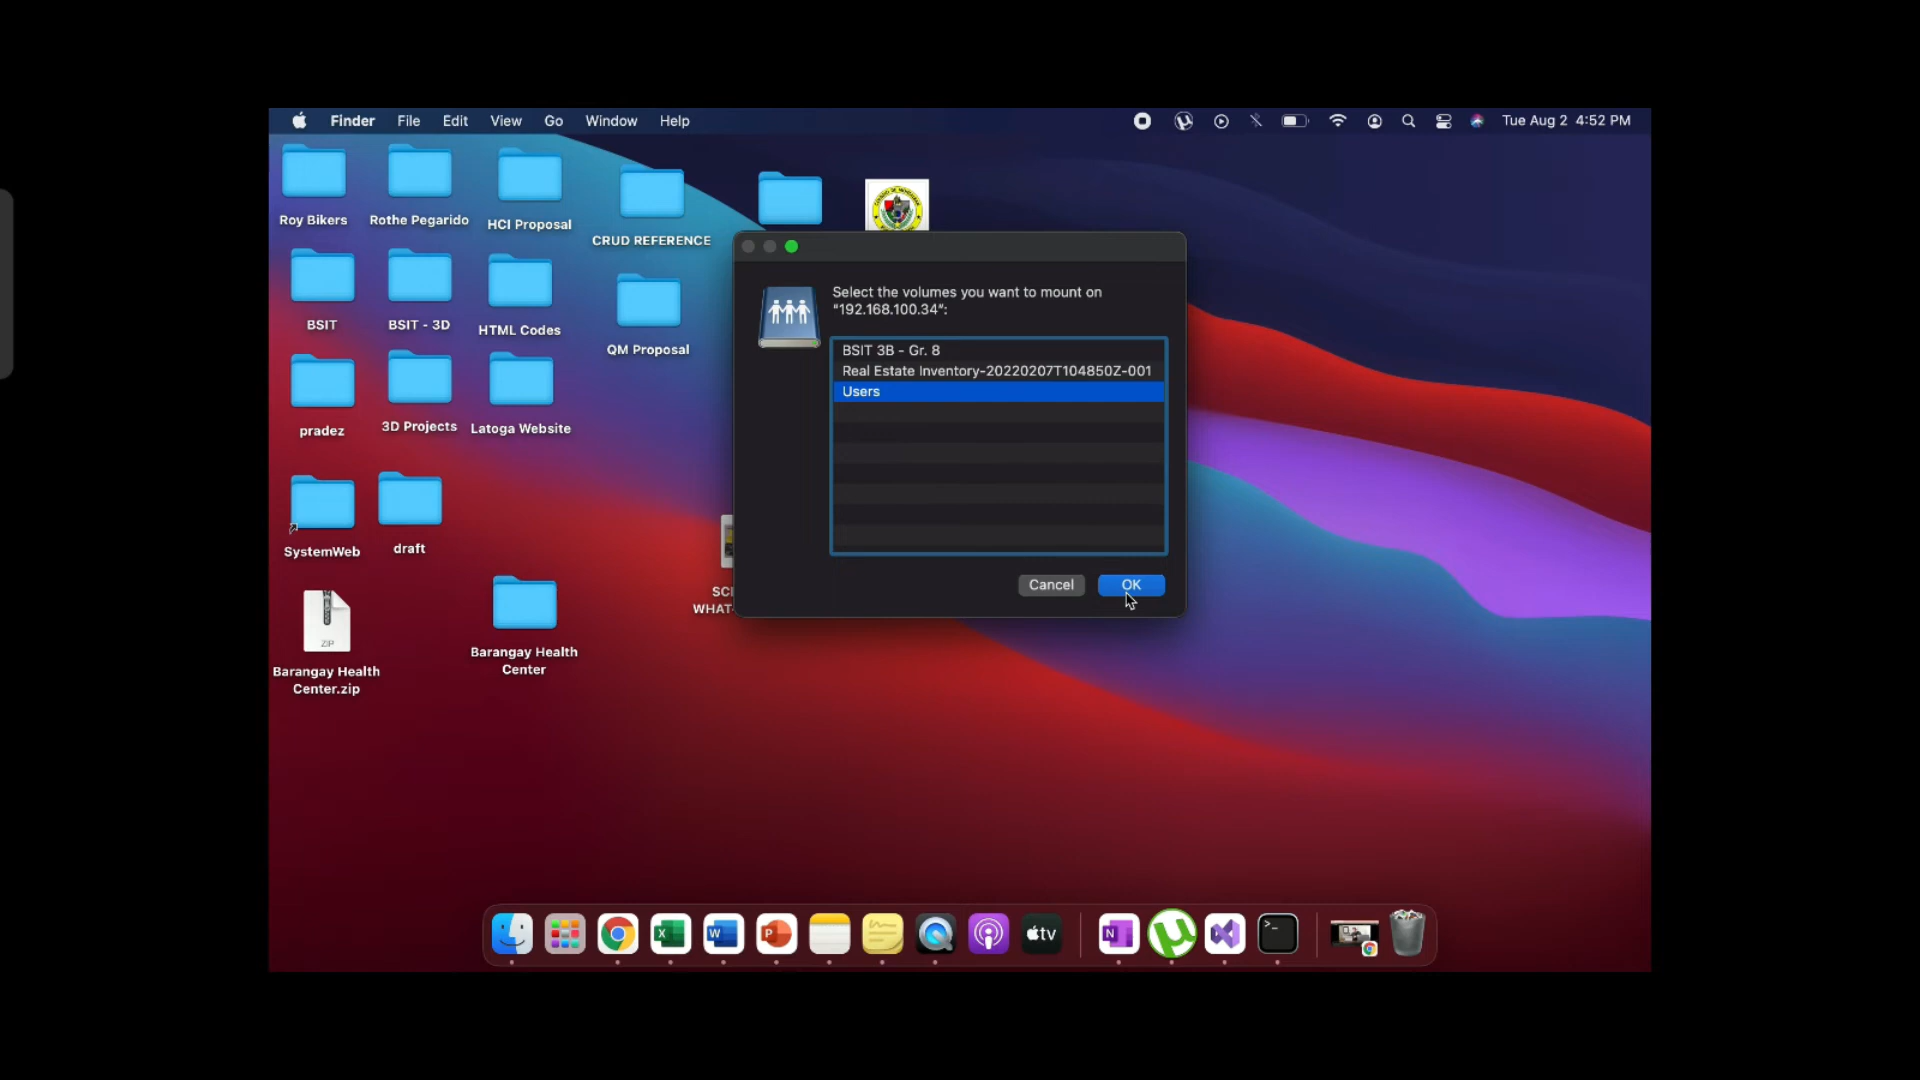 Finder File Edit View Go Window Help Tue Aug 2 4:52 PM
Roy Bikers
Rothe Pegarido
HCI Proposal
CRUD REFERENCE
BSIT
BSIT - 3D
HTML Codes
QM Proposal
pradez
3D Projects
Latoga Website
SystemWeb
draft
ZIP
Barangay Health
Center.zip
Barangay Health
Center
WHAT-
Select the volumes you want to mount on
"192.168.100.34":
BSIT 3B - Gr. 8
Real Estate Inventory-20220207T104850Z-001
Users
Cancel OK
X
W
P
tv
N
>_